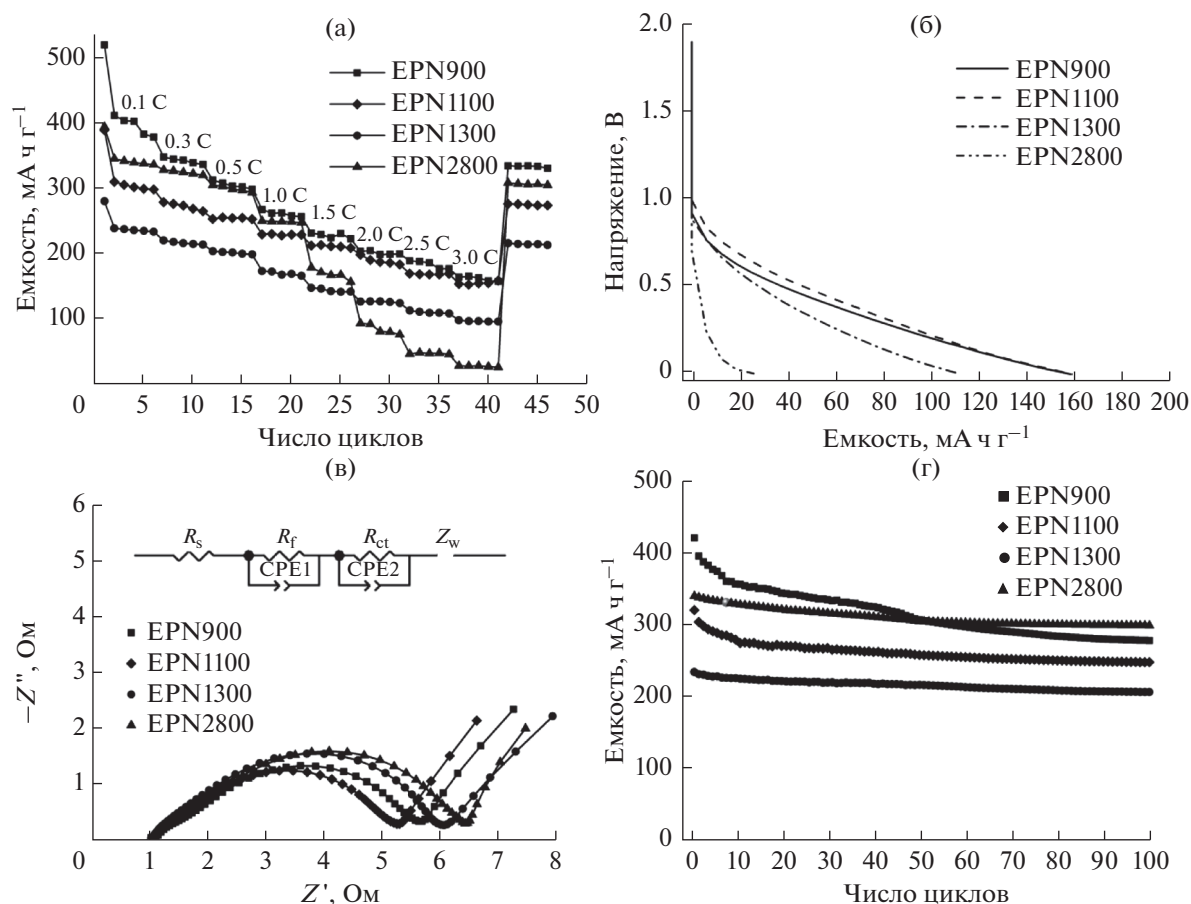 (а)
Емкость, мА ч г⁻¹
500
400
300
200
100
0
5
10
15
20
25
30
35
40
45
50
Число циклов
EPN900
EPN1100
EPN1300
EPN2800
0.1 C
0.3 C
0.5 C
1.0 C
1.5 C
2.0 C
2.5 C
3.0 C
(б)
Напряжение, В
2.0
1.5
1.0
0.5
0
0
20
40
60
80
100
120
140
160
180
200
Емкость, мА ч г⁻¹
EPN900
EPN1100
EPN1300
EPN2800
(в)
−Z", Ом
6
5
4
3
2
1
0
1
2
3
4
5
6
7
8
Z', Ом
Rs
Rf
Rct
Zw
CPE1
CPE2
EPN900
EPN1100
EPN1300
EPN2800
(г)
Емкость, мА ч г⁻¹
500
400
300
200
100
0
0
10
20
30
40
50
60
70
80
90
100
Число циклов
EPN900
EPN1100
EPN1300
EPN2800